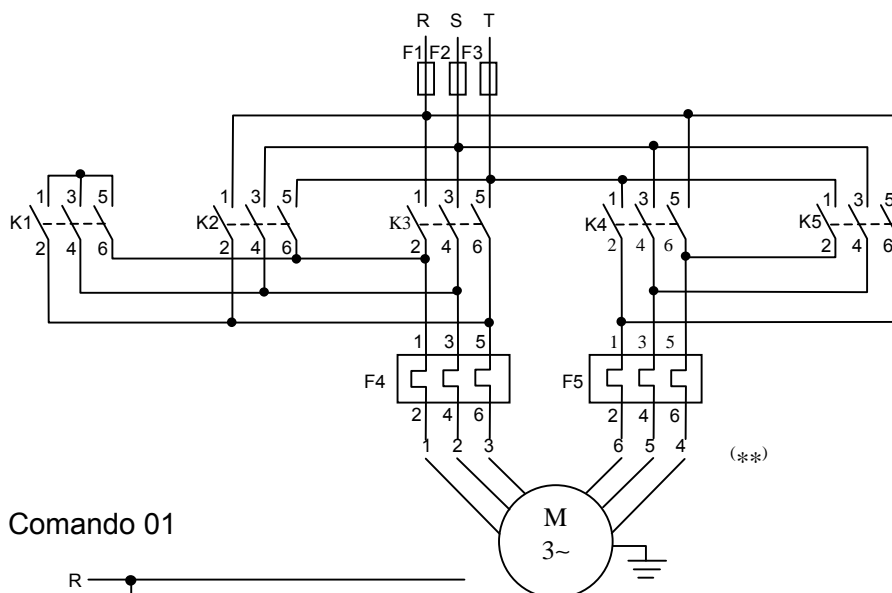 R S T
F1 F2 F3
1 3 5 1 3 5 1 3 5 1 3 5 1 3 5
K1 K2 K3 K4 K5
2 4 6 2 4 6 2 4 6 2 4 6 2 4 6
1 3 5 1 3 5
F4 F5
2 4 6 2 4 6
1 2 3 6 5 4 (**)
M
3~
Comando 01
R